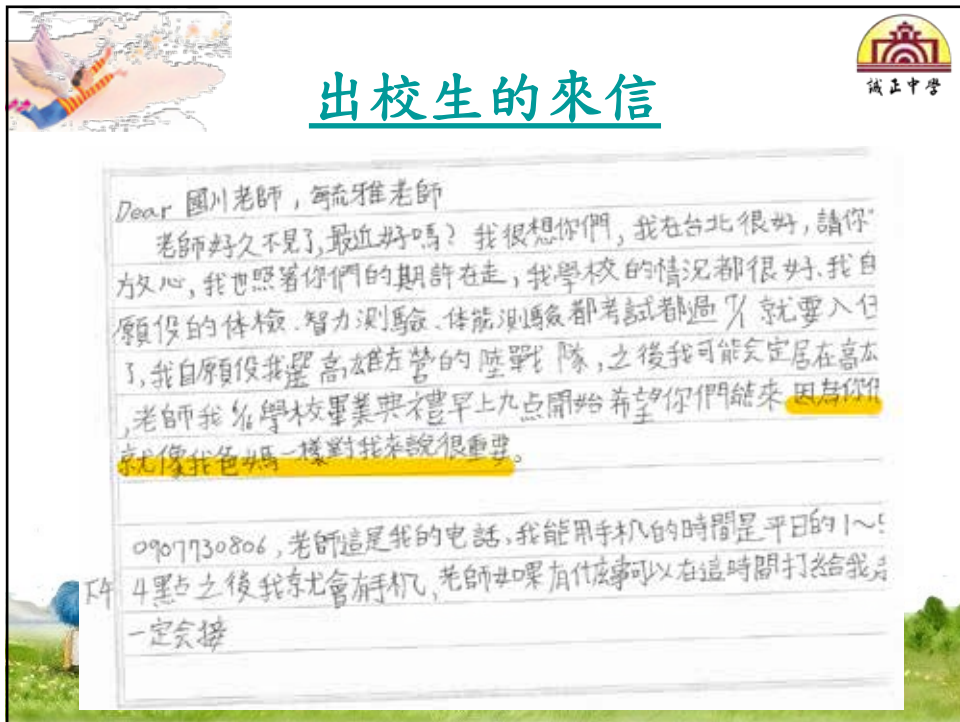 誠正中學
出校生的來信
Dear 國川老師，毓雅老師
老師好久不見了,最近好嗎? 我很想你們,我在台北很好,請你
放心,我也照著你們的期許在走,我學校的情況都很好、我自
願役的体檢、智力測驗、体能測驗都考試都過 7/1 就要入
了,我自願役我選高雄左營的陸戰隊,之後我可能会定居在高
,老師我 學校畢業典禮早上九点開始希望你們能來 因為你
就像我爸媽一樣對我來說很重要。
0907730806,老師這是我的电話,我能用手机的時間是平日的1~5
下午 4點之後我就會有手机,老師如果有什麼事可以在這時間打給我
一定会接